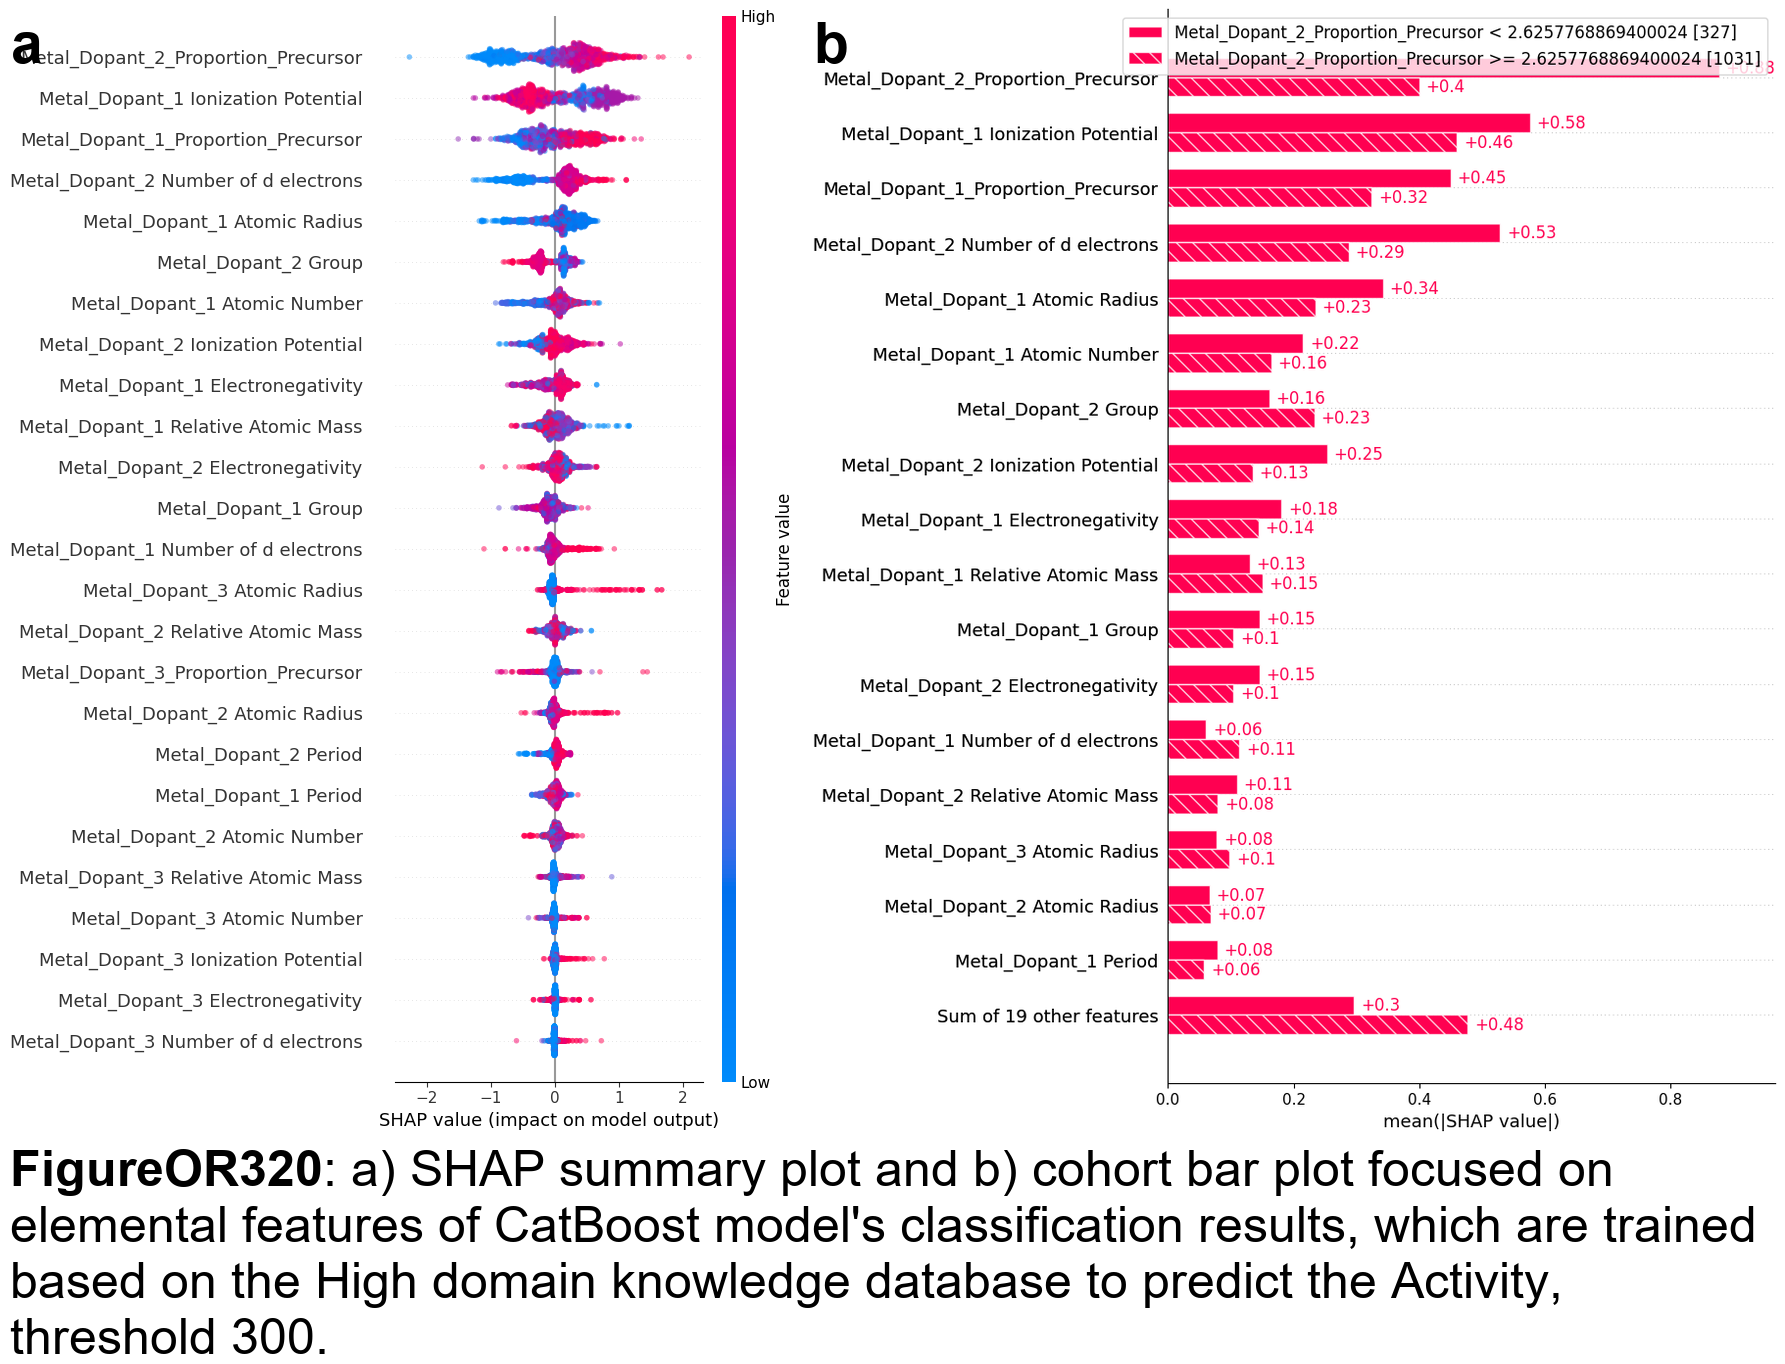 a
Metal_Dopant_2_Proportion_Precursor
Metal_Dopant_1 Ionization Potential
Metal_Dopant_1_Proportion_Precursor
Metal_Dopant_2 Number of d electrons
Metal_Dopant_1 Atomic Radius
Metal_Dopant_2 Group
Metal_Dopant_1 Atomic Number
Metal_Dopant_2 Ionization Potential
Metal_Dopant_1 Electronegativity
Metal_Dopant_1 Relative Atomic Mass
Metal_Dopant_2 Electronegativity
Metal_Dopant_1 Group
Metal_Dopant_1 Number of d electrons
Metal_Dopant_3 Atomic Radius
Metal_Dopant_2 Relative Atomic Mass
Metal_Dopant_3_Proportion_Precursor
Metal_Dopant_2 Atomic Radius
Metal_Dopant_2 Period
Metal_Dopant_1 Period
Metal_Dopant_2 Atomic Number
Metal_Dopant_3 Relative Atomic Mass
Metal_Dopant_3 Atomic Number
Metal_Dopant_3 Ionization Potential
Metal_Dopant_3 Electronegativity
Metal_Dopant_3 Number of d electrons
−2 −1 0 1 2
SHAP value (impact on model output)
High
Feature value
Low
b
Metal_Dopant_2_Proportion_Precursor < 2.6257768869400024 [327]
Metal_Dopant_2_Proportion_Precursor >= 2.6257768869400024 [1031]
Metal_Dopant_2_Proportion_Precursor
+0.4
Metal_Dopant_1 Ionization Potential
+0.58
+0.46
Metal_Dopant_1_Proportion_Precursor
+0.45
+0.32
Metal_Dopant_2 Number of d electrons
+0.53
+0.29
Metal_Dopant_1 Atomic Radius
+0.34
+0.23
Metal_Dopant_1 Atomic Number
+0.22
+0.16
Metal_Dopant_2 Group
+0.16
+0.23
Metal_Dopant_2 Ionization Potential
+0.25
+0.13
Metal_Dopant_1 Electronegativity
+0.18
+0.14
Metal_Dopant_1 Relative Atomic Mass
+0.13
+0.15
Metal_Dopant_1 Group
+0.15
+0.1
Metal_Dopant_2 Electronegativity
+0.15
+0.1
Metal_Dopant_1 Number of d electrons
+0.06
+0.11
Metal_Dopant_2 Relative Atomic Mass
+0.11
+0.08
Metal_Dopant_3 Atomic Radius
+0.08
+0.1
Metal_Dopant_2 Atomic Radius
+0.07
+0.07
Metal_Dopant_1 Period
+0.08
+0.06
Sum of 19 other features
+0.3
+0.48
0.0 0.2 0.4 0.6 0.8
mean(|SHAP value|)
FigureOR320: a) SHAP summary plot and b) cohort bar plot focused on
elemental features of CatBoost model's classification results, which are trained
based on the High domain knowledge database to predict the Activity,
threshold 300.